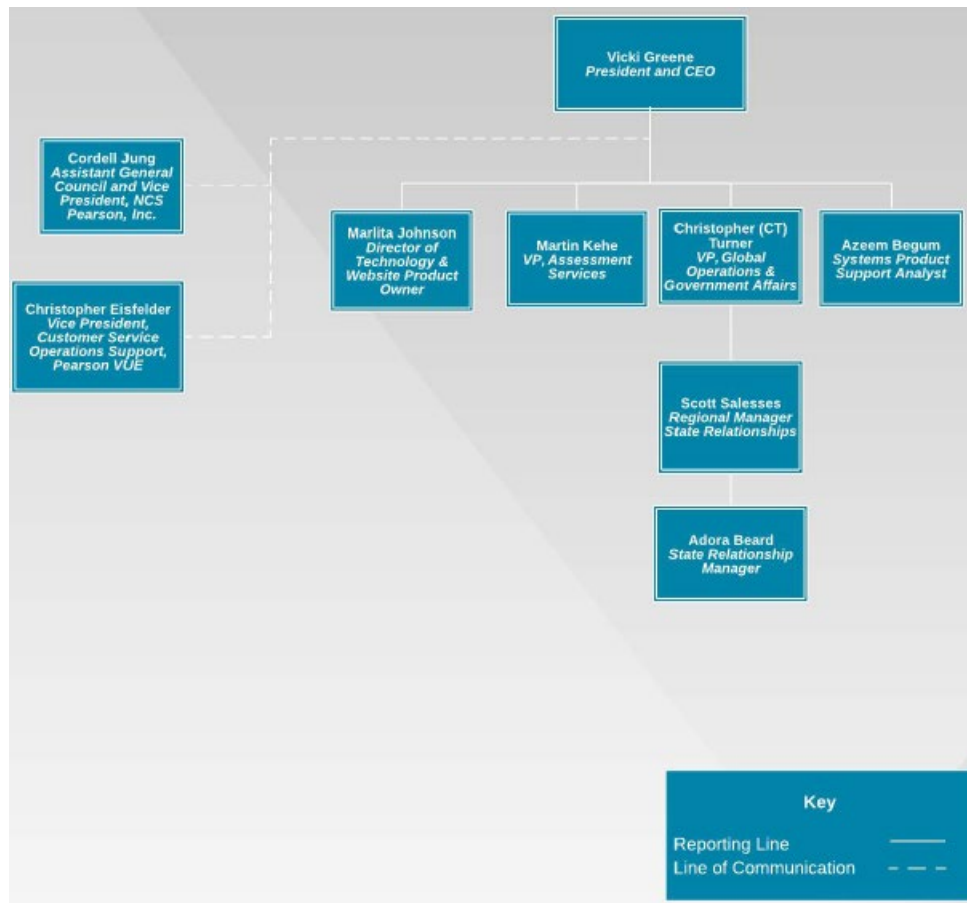 Vicki Greene
President and CEO
Cordell Jung
Assistant General
Council and Vice
President, NCS
Pearson, Inc.
Christopher Eisfelder
Vice President,
Customer Service
Operations Support,
Pearson VUE
Marlita Johnson
Director of
Technology &
Website Product
Owner
Martin Kehe
VP, Assessment
Services
Christopher (CT)
Turner
VP, Global
Operations &
Government Affairs
Azeem Begum
Systems Product
Support Analyst
Scott Salesses
Regional Manager
State Relationships
Adora Beard
State Relationship
Manager
Key
Reporting Line
Line of Communication